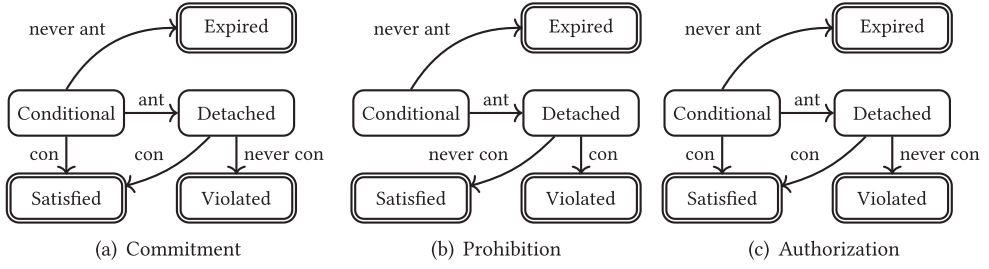 never ant
Expired
Conditional
ant
Detached
con
con
never con
Satisfied
Violated
(a) Commitment
never ant
Expired
Conditional
ant
Detached
never con
con
Satisfied
Violated
(b) Prohibition
never ant
Expired
Conditional
ant
Detached
con
con
never con
Satisfied
Violated
(c) Authorization